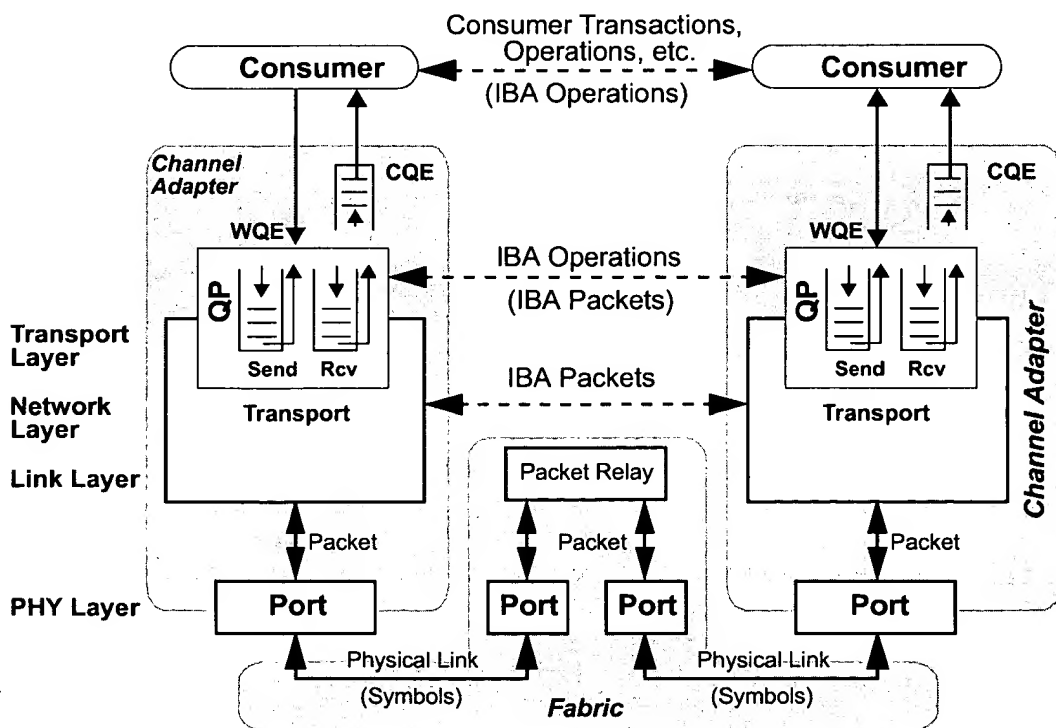 Consumer Transactions,
Operations, etc.
(IBA Operations)
Consumer
Consumer
Channel
Adapter
CQE
CQE
WQE
WQE
IBA Operations
(IBA Packets)
QP
QP
Send
Rcv
Send
Rcv
Transport
Layer
IBA Packets
Transport
Transport
Channel Adapter
Network
Layer
Link Layer
Packet Relay
Packet
Packet
Packet
PHY Layer
Port
Port
Port
Port
Physical Link
(Symbols)
Physical Link
(Symbols)
Fabric